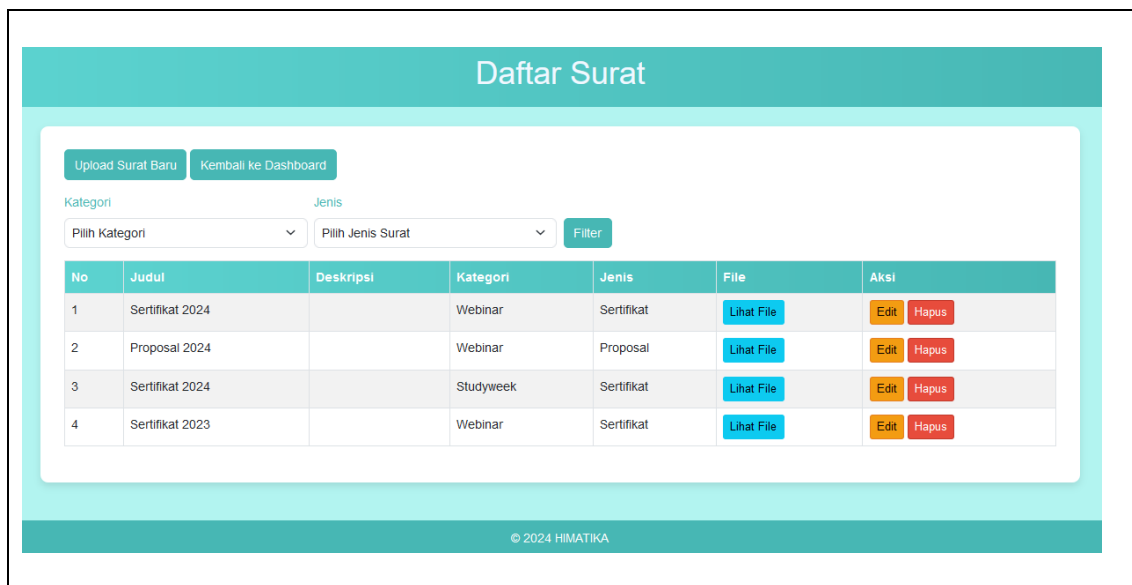 Daftar Surat
Upload Surat Baru Kembali ke Dashboard
Kategori Jenis
Pilih Kategori Pilih Jenis Surat Filter
No Judul Deskripsi Kategori Jenis File Aksi
1 Sertifikat 2024 Webinar Sertifikat Lihat File Edit Hapus
2 Proposal 2024 Webinar Proposal Lihat File Edit Hapus
3 Sertifikat 2024 Studyweek Sertifikat Lihat File Edit Hapus
4 Sertifikat 2023 Webinar Sertifikat Lihat File Edit Hapus
© 2024 HIMATIKA